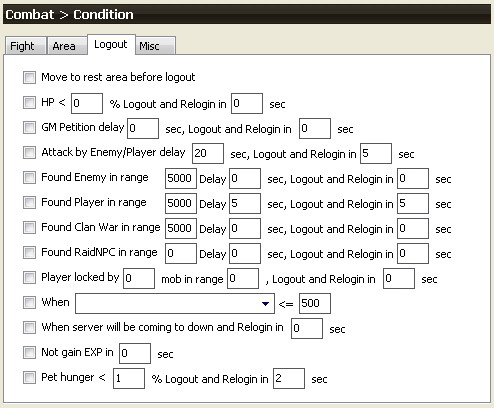 Combat > Condition
Fight Area Logout Misc
Move to rest area before logout
HP < 0 % Logout and Relogin in 0 sec
GM Petition delay 0 sec, Logout and Relogin in 0 sec
Attack by Enemy/Player delay 20 sec, Logout and Relogin in 5 sec
Found Enemy in range 5000 Delay 0 sec, Logout and Relogin in 0 sec
Found Player in range 5000 Delay 5 sec, Logout and Relogin in 5 sec
Found Clan War in range 5000 Delay 0 sec, Logout and Relogin in 0 sec
Found RaidNPC in range 0 Delay 0 sec, Logout and Relogin in 0 sec
Player locked by 0 mob in range 0 , Logout and Relogin in 0 sec
When <= 500
When server will be coming to down and Relogin in 0 sec
Not gain EXP in 0 sec
Pet hunger < 1 % Logout and Relogin in 2 sec